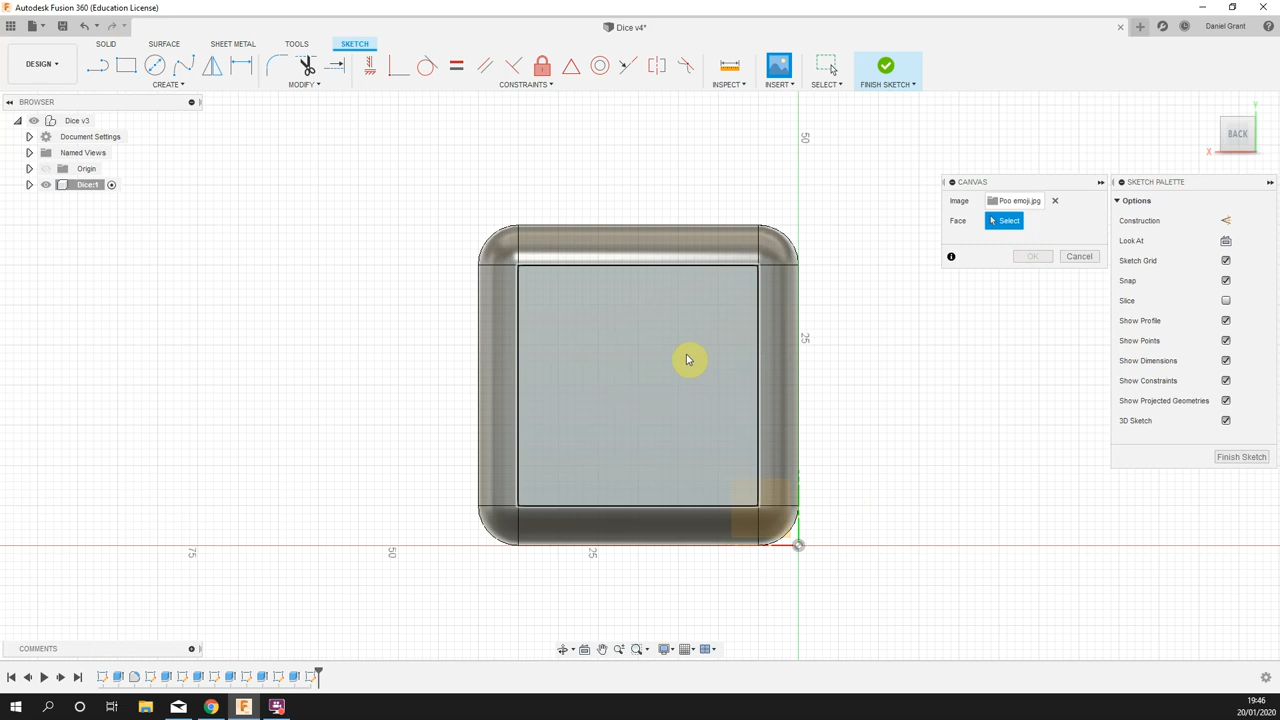 Autodesk Fusion 360 (Education License)
Dice v4*
Daniel Grant
DESIGN
SOLID SURFACE SHEET METAL TOOLS SKETCH
CREATE MODIFY CONSTRAINTS INSPECT INSERT SELECT FINISH SKETCH
BROWSER
Dice v3
Document Settings
Named Views
Origin
Dice:1
50
25
25
50
75
BACK
X
Y
CANVAS
Image Poo emoji.jpg
Face Select
OK Cancel
SKETCH PALETTE
Options
Construction
Look At
Sketch Grid
Snap
Slice
Show Profile
Show Points
Show Dimensions
Show Constraints
Show Projected Geometries
3D Sketch
Finish Sketch
COMMENTS
19:46
20/01/2020